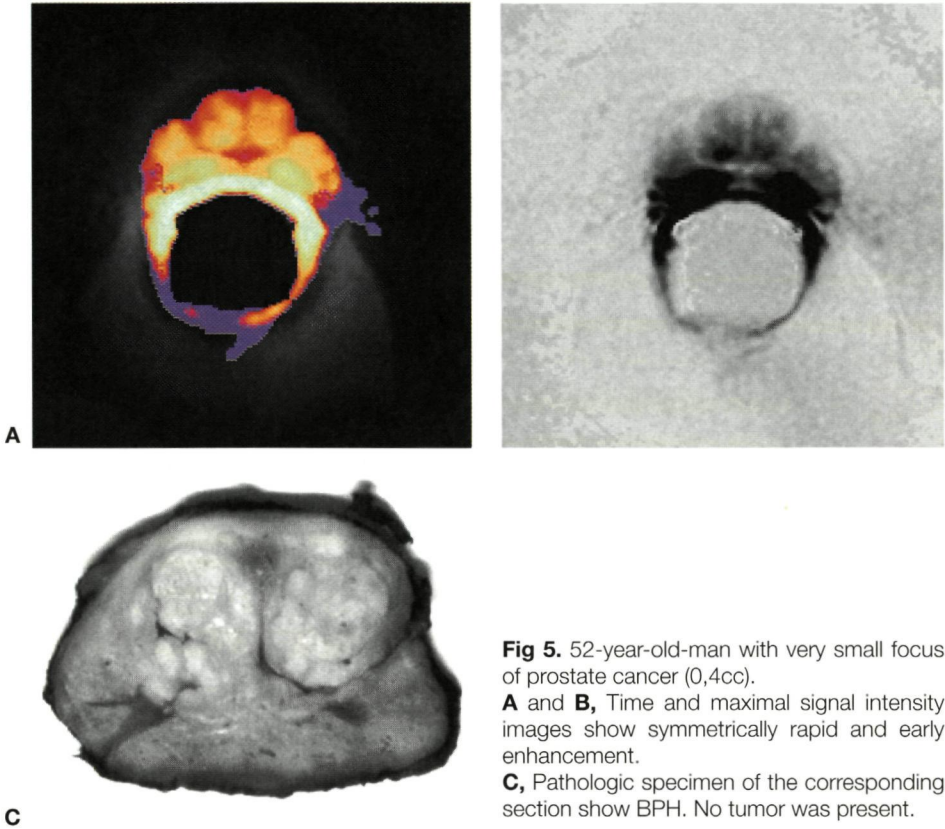 A
C
Fig 5. 52-year-old-man with very small focus
of prostate cancer (0,4cc).
A and B, Time and maximal signal intensity
images show symmetrically rapid and early
enhancement.
C, Pathologic specimen of the corresponding
section show BPH. No tumor was present.